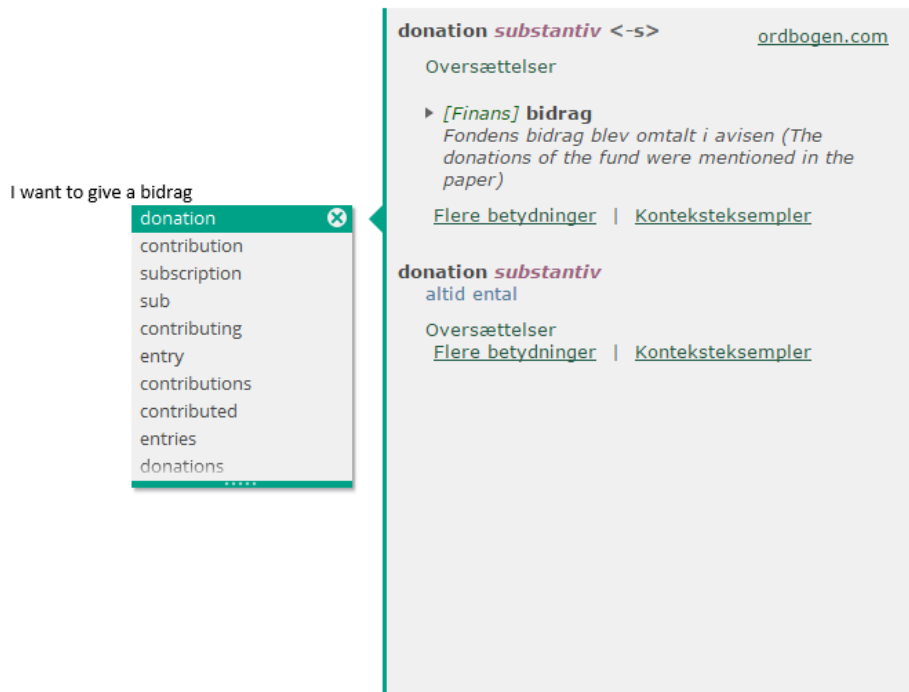 I want to give a bidrag
donation
contribution
subscription
sub
contributing
entry
contributions
contributed
entries
donations
donation substantiv <-s>
ordbogen.com
Oversættelser
[Finans] bidrag
Fondens bidrag blev omtalt i avisen (The
donations of the fund were mentioned in the
paper)
Flere betydninger | Konteksteksempler
donation substantiv
altid ental
Oversættelser
Flere betydninger | Konteksteksempler